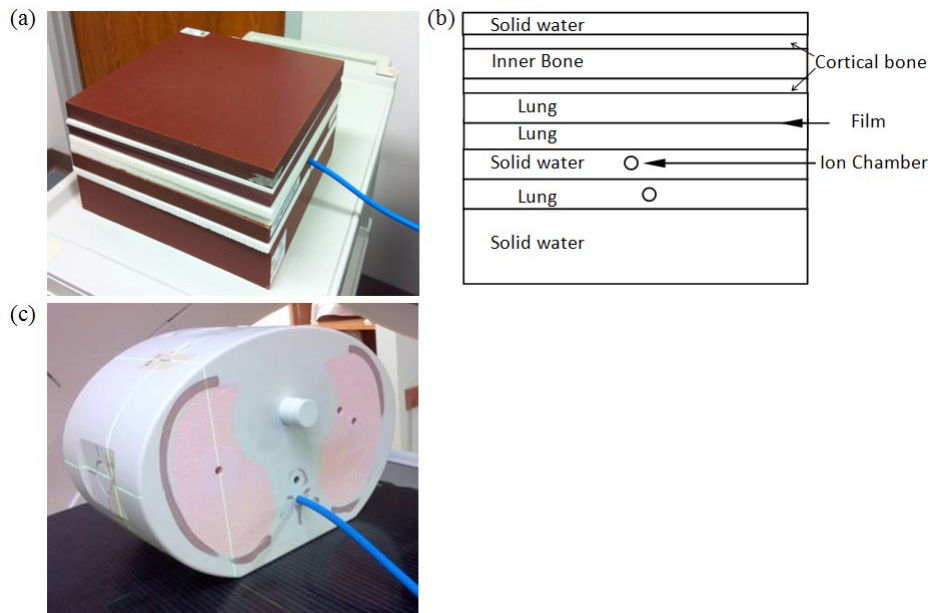 (a)
(b)
Solid water
Inner Bone
Cortical bone
Lung
Lung
Film
Solid water
Ion Chamber
Lung
Solid water
(c)